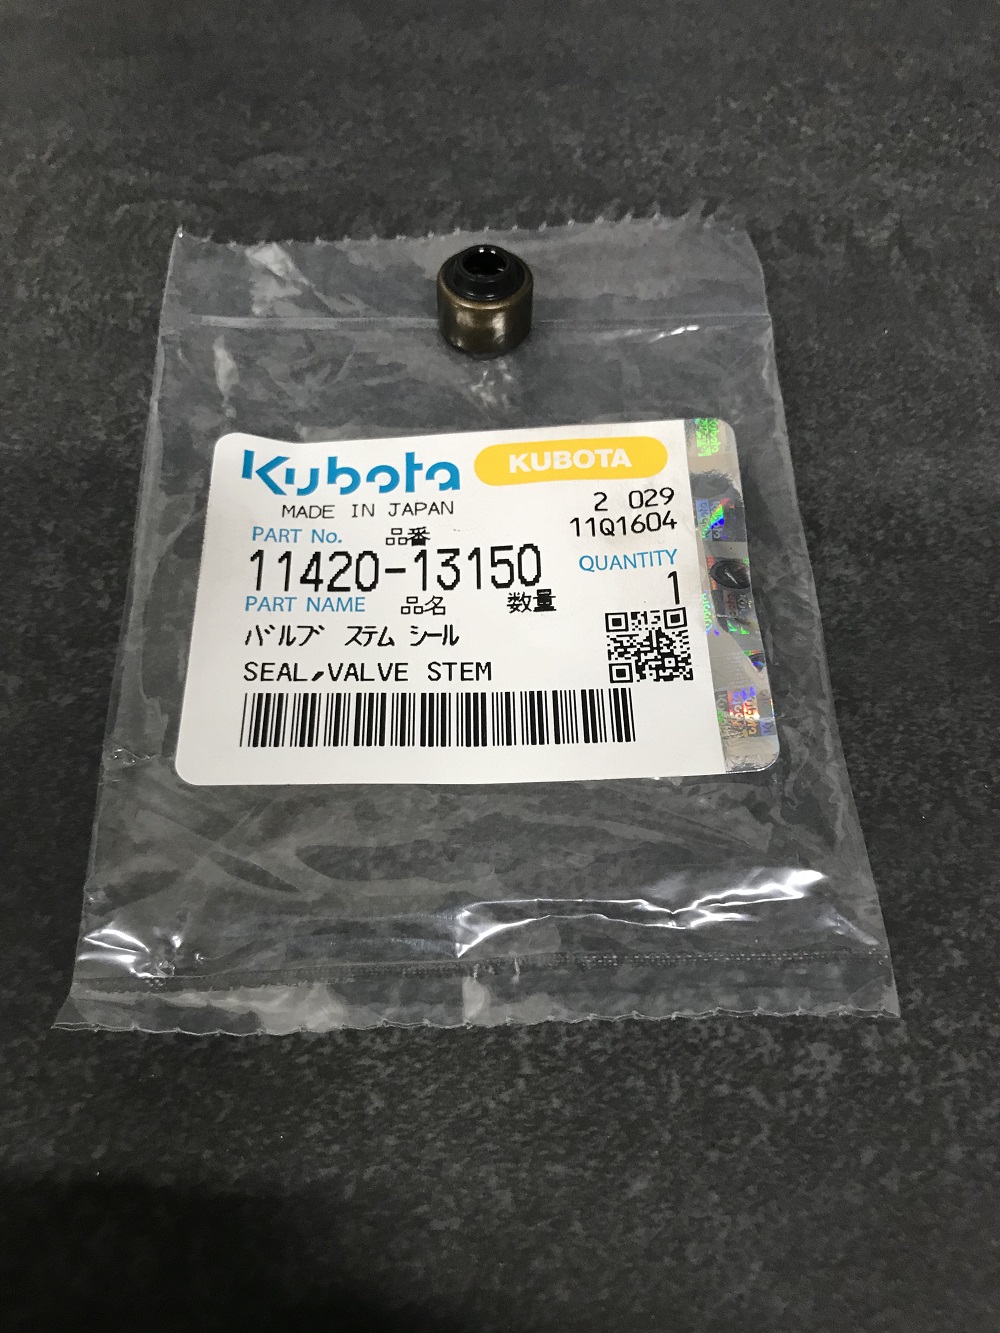 Kubota
KUBOTA
MADE IN JAPAN
2 029
11Q1604
PART No. 品番
11420-13150
QUANTITY
1
PART NAME 品名 数量
バルブ ステム シール
SEAL,VALVE STEM